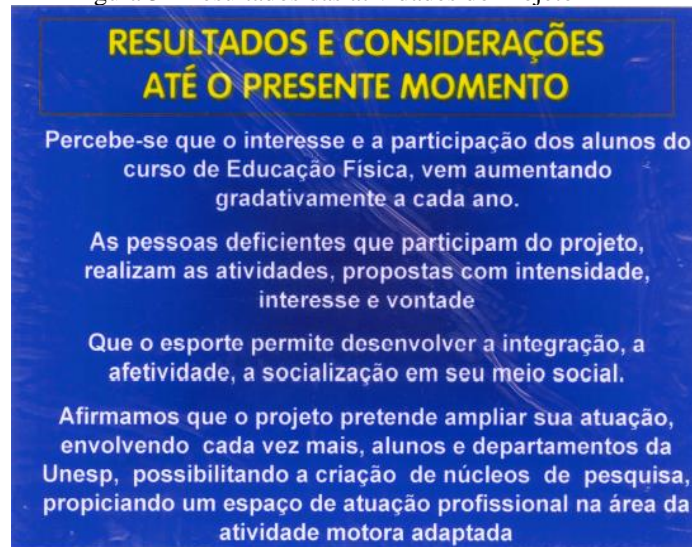 RESULTADOS E CONSIDERAÇÕES
ATÉ O PRESENTE MOMENTO
Percebe-se que o interesse e a participação dos alunos do
curso de Educação Física, vem aumentando
gradativamente a cada ano.
As pessoas deficientes que participam do projeto,
realizam as atividades, propostas com intensidade,
interesse e vontade
Que o esporte permite desenvolver a integração, a
afetividade, a socialização em seu meio social.
Afirmamos que o projeto pretende ampliar sua atuação,
envolvendo cada vez mais, alunos e departamentos da
Unesp, possibilitando a criação de núcleos de pesquisa,
propiciando um espaço de atuação profissional na área da
atividade motora adaptada